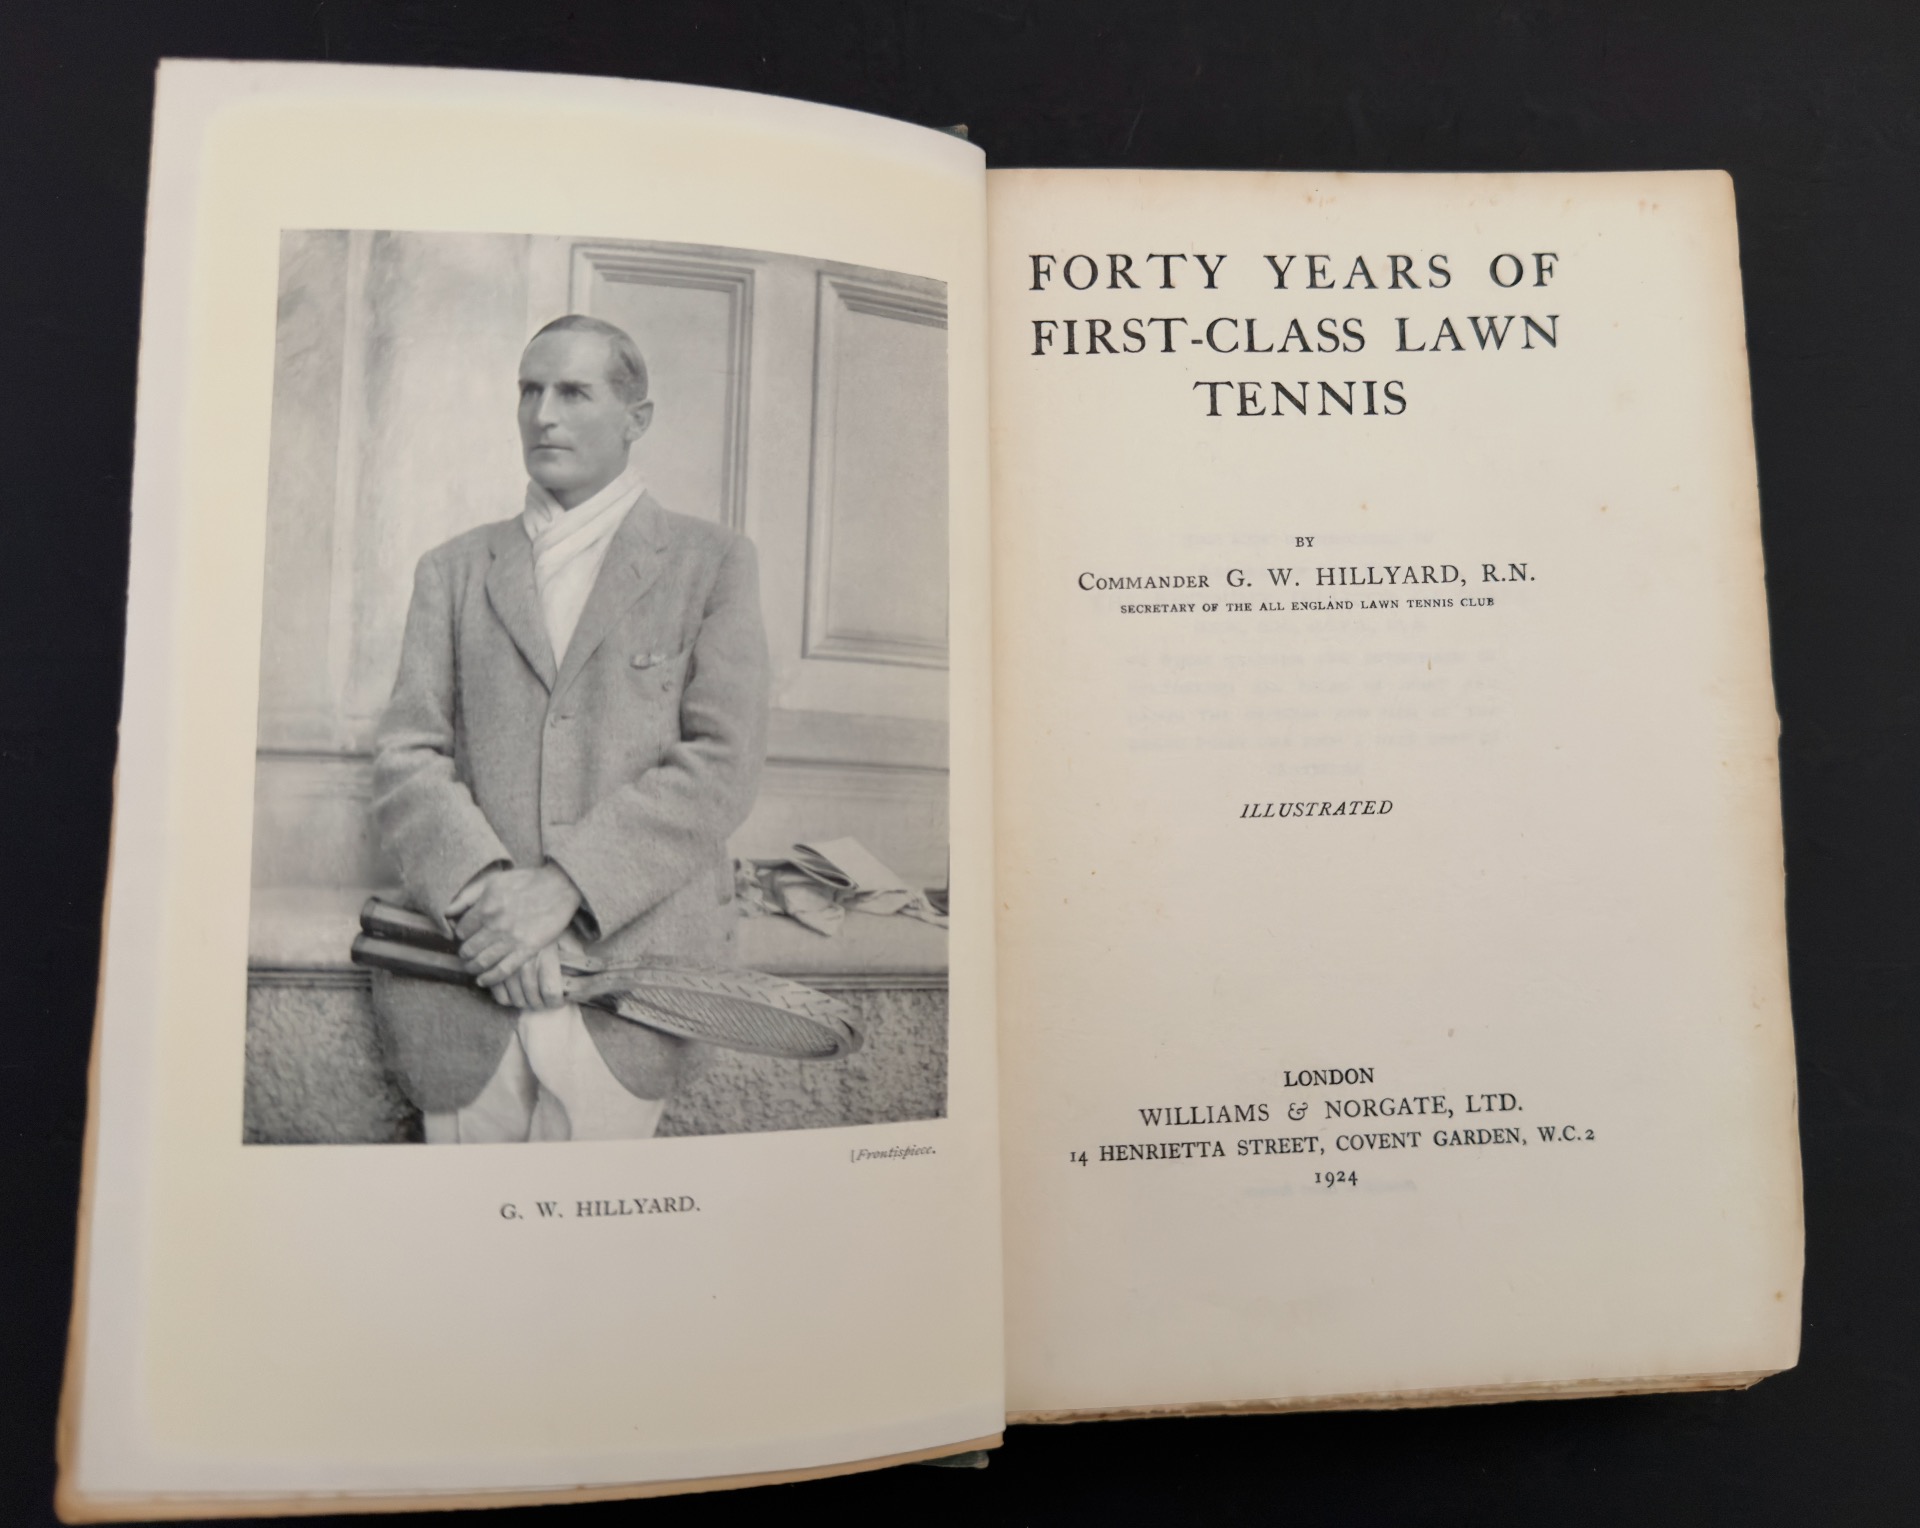 [Frontispiece.
G. W. HILLYARD.
FORTY YEARS OF
FIRST-CLASS LAWN
TENNIS
BY
COMMANDER G. W. HILLYARD, R.N.
SECRETARY OF THE ALL ENGLAND LAWN TENNIS CLUB
ILLUSTRATED
LONDON
WILLIAMS & NORGATE, LTD.
14 HENRIETTA STREET, COVENT GARDEN, W.C.2
1924